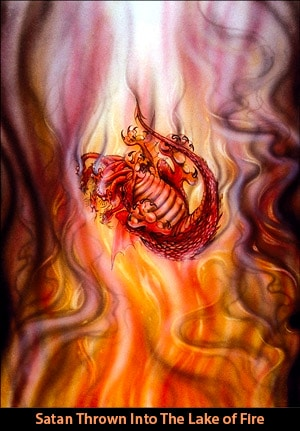 Satan Thrown Into The Lake of Fire